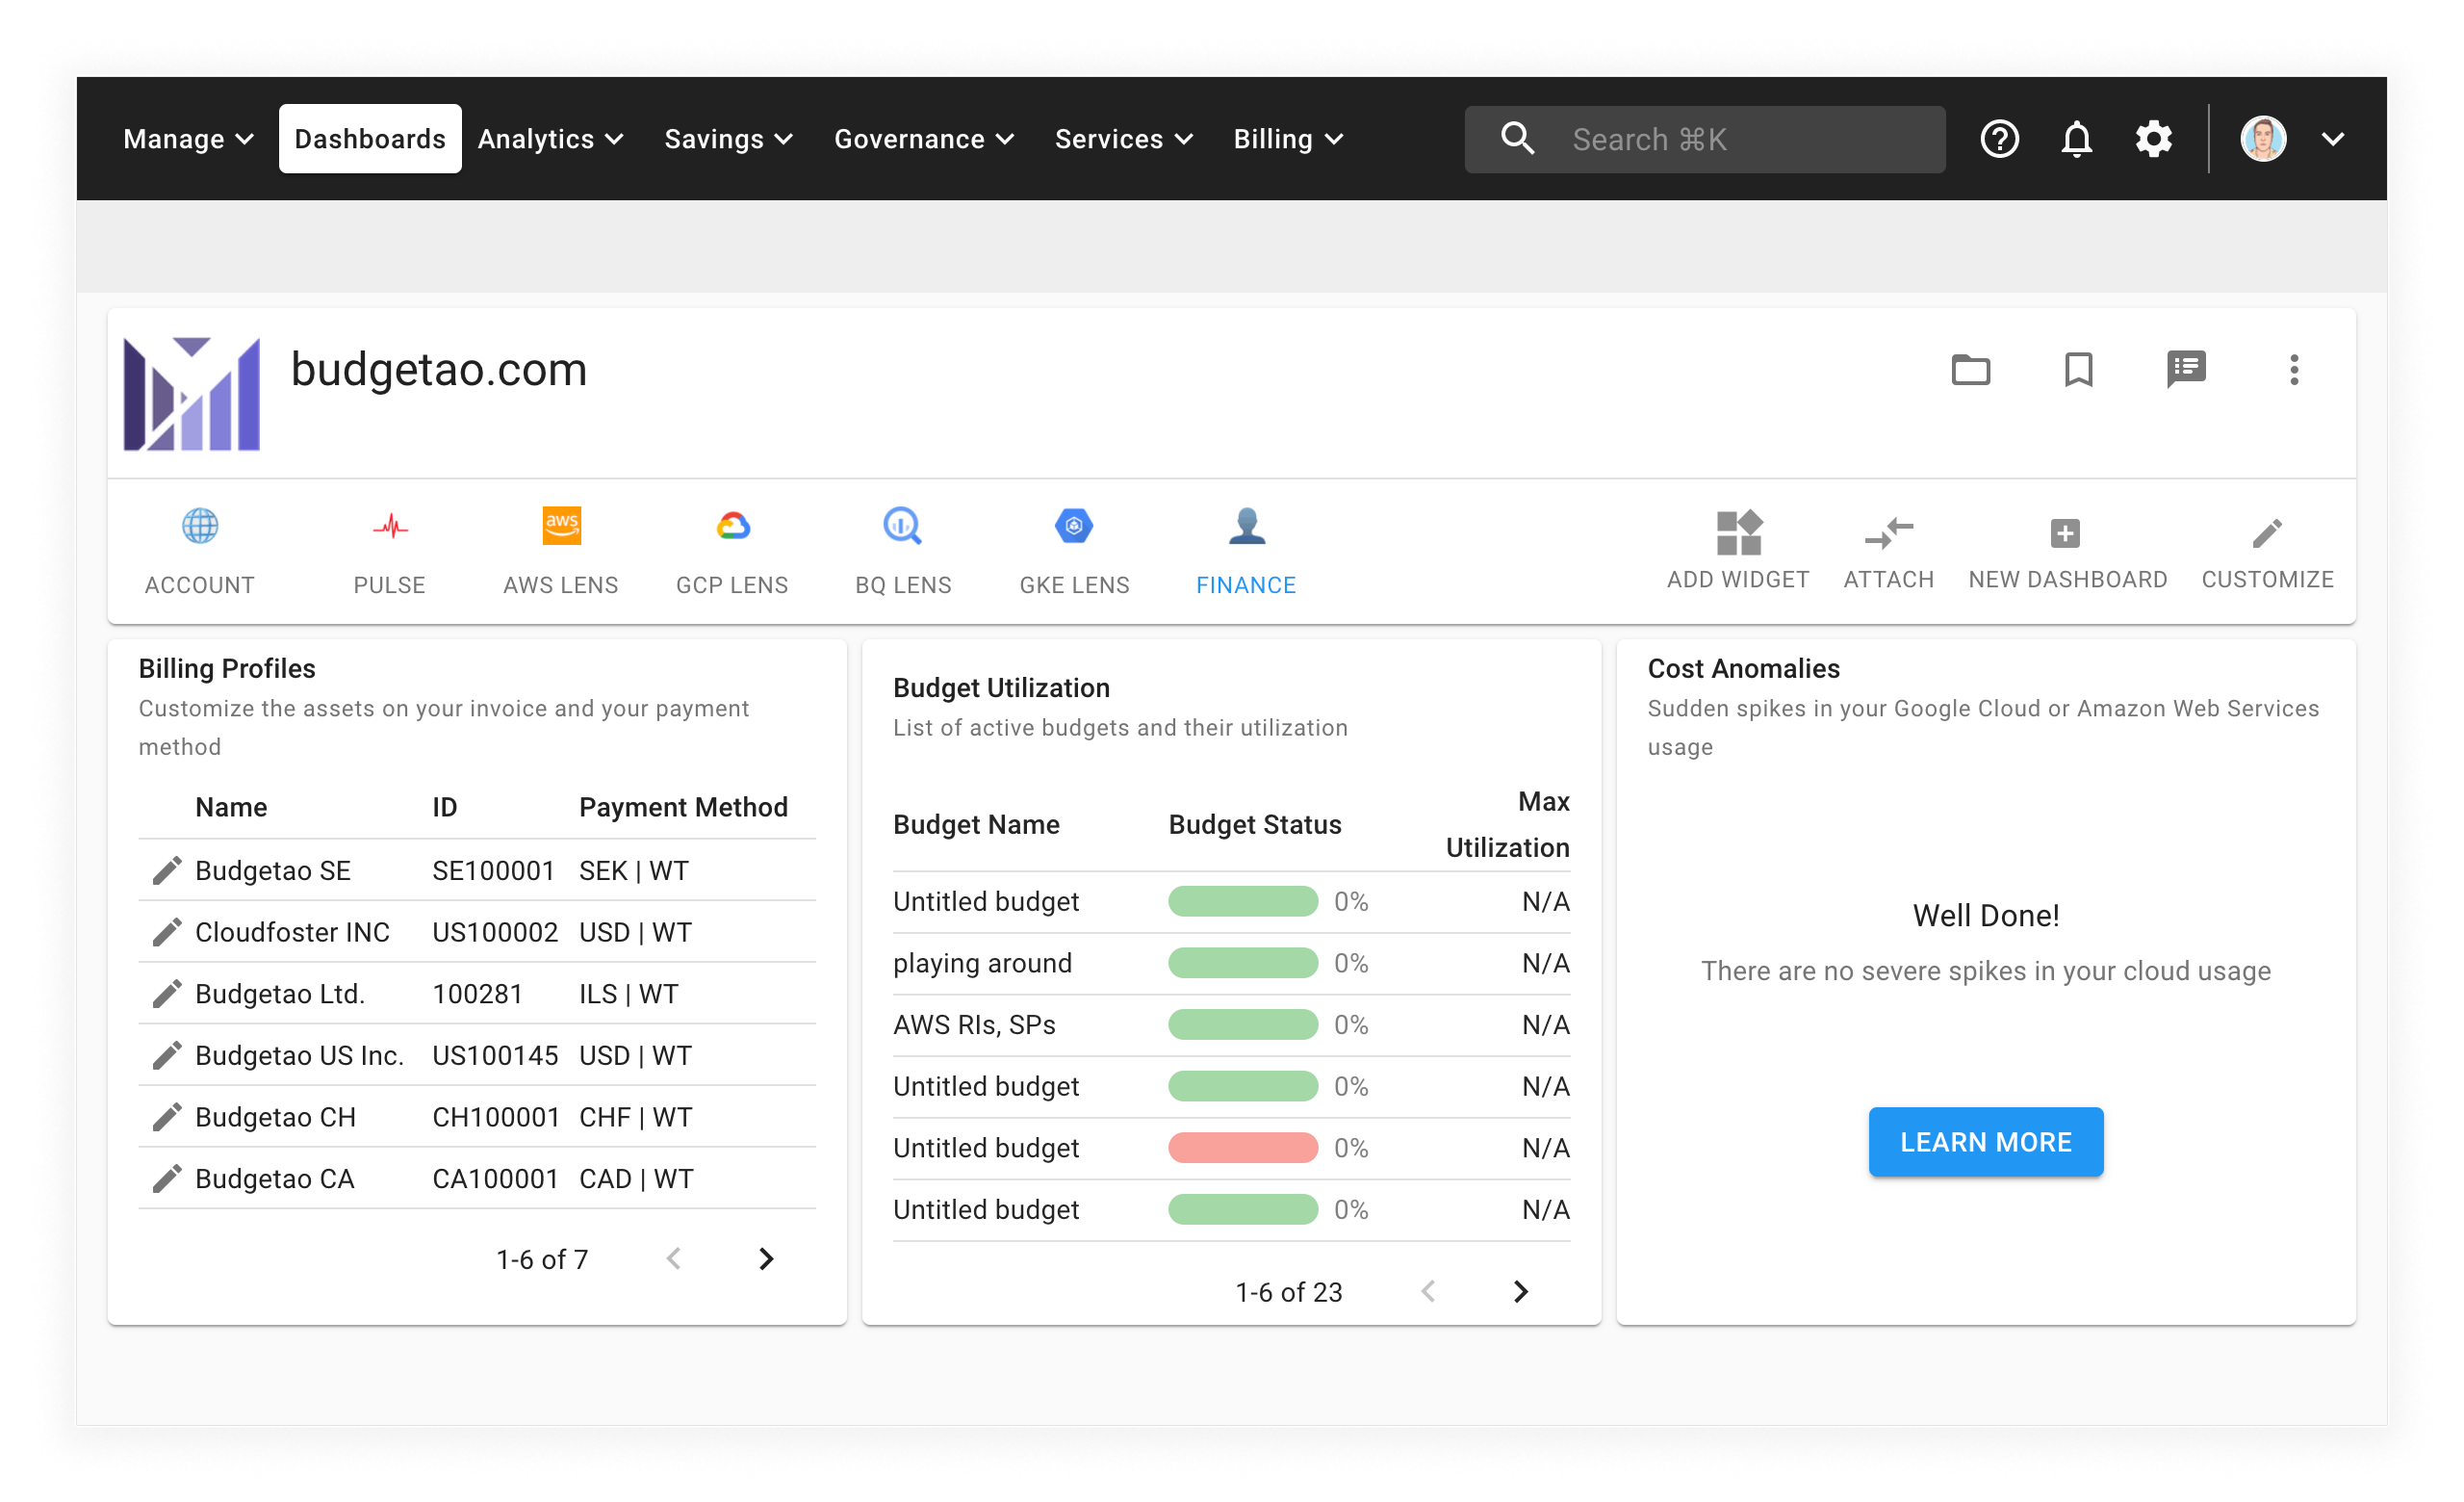 Manage Dashboards Analytics Savings Governance Services Billing Search ⌘K
budgetao.com
ACCOUNT PULSE AWS LENS GCP LENS BQ LENS GKE LENS FINANCE ADD WIDGET ATTACH NEW DASHBOARD CUSTOMIZE
aws
Billing Profiles
Customize the assets on your invoice and your payment
method
Name ID Payment Method
Budgetao SE SE100001 SEK | WT
Cloudfoster INC US100002 USD | WT
Budgetao Ltd. 100281 ILS | WT
Budgetao US Inc. US100145 USD | WT
Budgetao CH CH100001 CHF | WT
Budgetao CA CA100001 CAD | WT
1-6 of 7
Budget Utilization
List of active budgets and their utilization
Budget Name Budget Status Max
Utilization
Untitled budget 0% N/A
playing around 0% N/A
AWS RIs, SPs 0% N/A
Untitled budget 0% N/A
Untitled budget 0% N/A
Untitled budget 0% N/A
1-6 of 23
Cost Anomalies
Sudden spikes in your Google Cloud or Amazon Web Services
usage
Well Done!
There are no severe spikes in your cloud usage
LEARN MORE